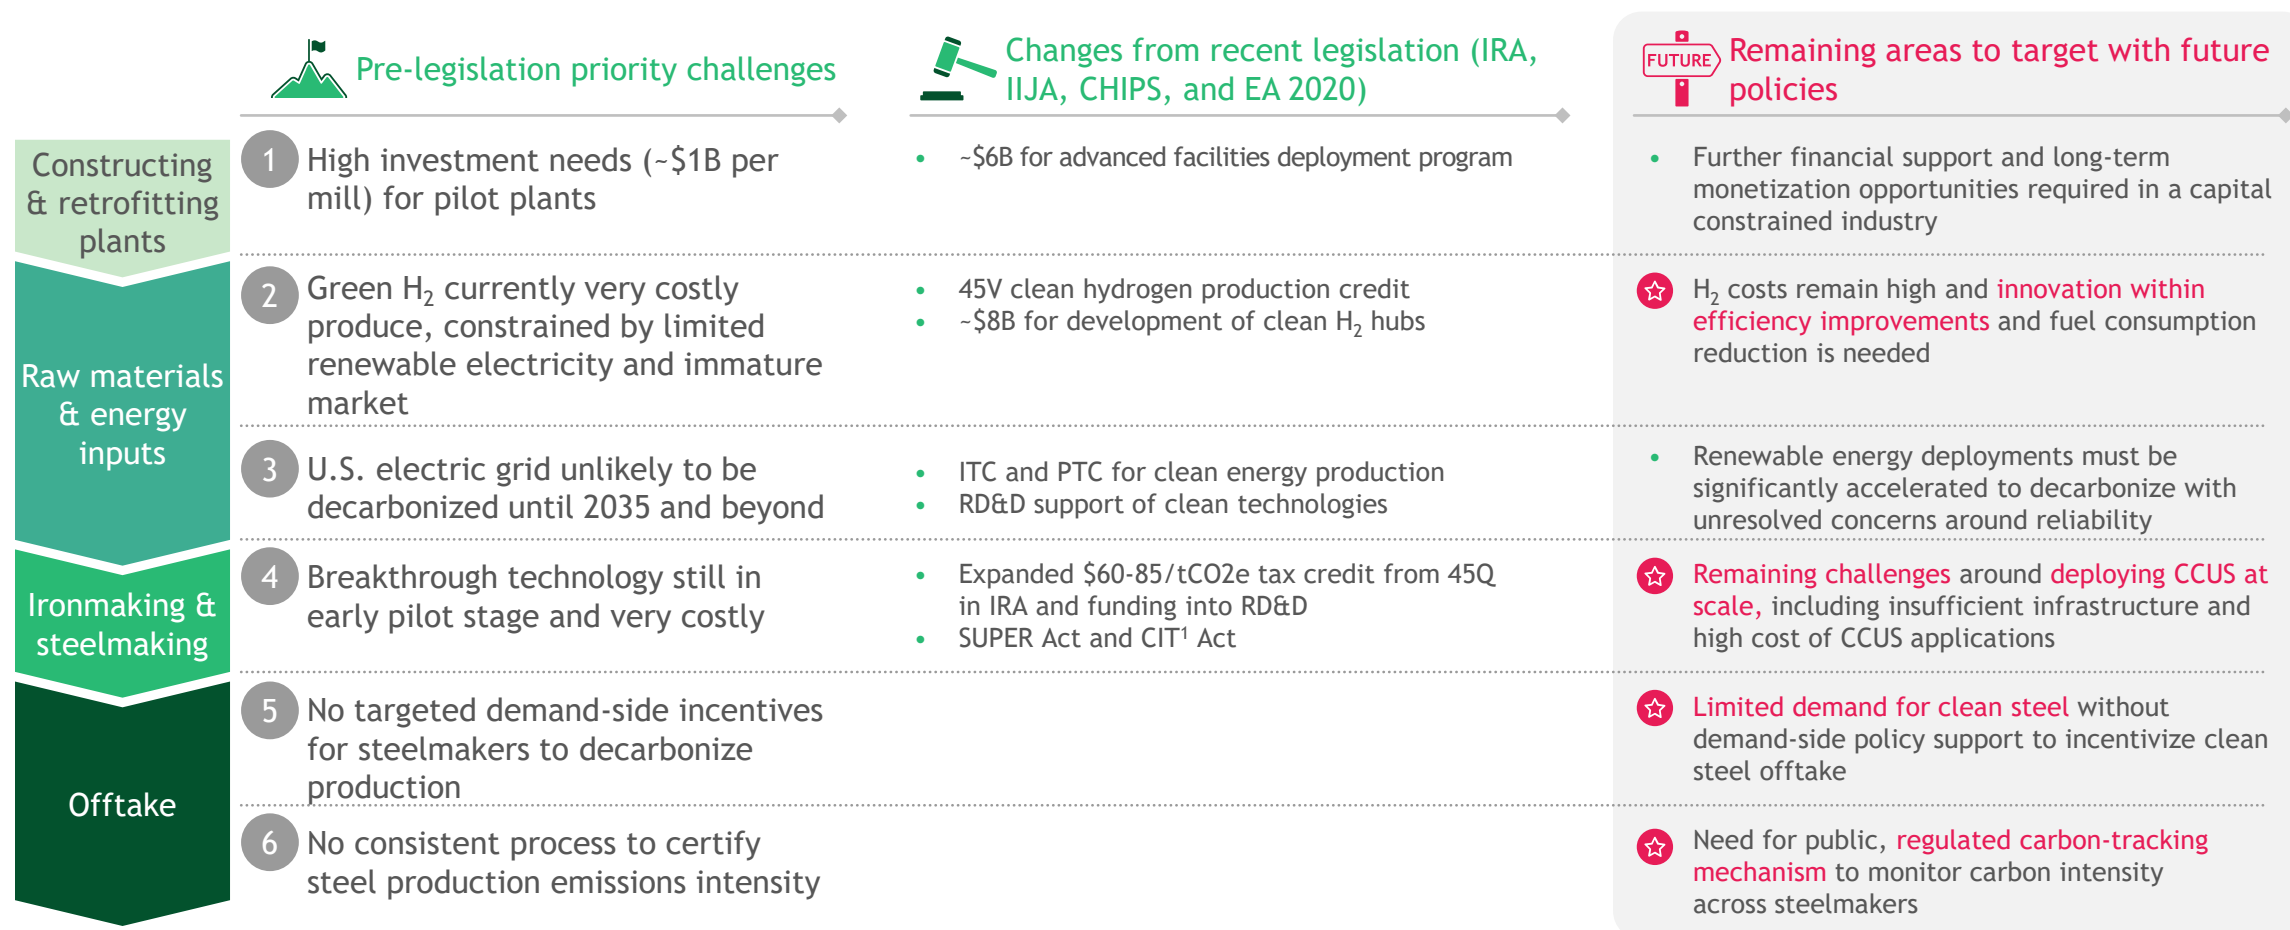 Pre-legislation priority challenges
Changes from recent legislation (IRA,
IIJA, CHIPS, and EA 2020)
FUTURE
Remaining areas to target with future
policies
Constructing
& retrofitting
plants
1
High investment needs (~$1B per
mill) for pilot plants
• ~$6B for advanced facilities deployment program
• Further financial support and long-term
monetization opportunities required in a capital
constrained industry
Raw materials
& energy
inputs
2
Green H₂ currently very costly
produce, constrained by limited
renewable electricity and immature
market
• 45V clean hydrogen production credit
• ~$8B for development of clean H₂ hubs
H₂ costs remain high and innovation within
efficiency improvements and fuel consumption
reduction is needed
3
U.S. electric grid unlikely to be
decarbonized until 2035 and beyond
• ITC and PTC for clean energy production
• RD&D support of clean technologies
• Renewable energy deployments must be
significantly accelerated to decarbonize with
unresolved concerns around reliability
Ironmaking &
steelmaking
4
Breakthrough technology still in
early pilot stage and very costly
• Expanded $60-85/tCO2e tax credit from 45Q
in IRA and funding into RD&D
• SUPER Act and CIT¹ Act
Remaining challenges around deploying CCUS at
scale, including insufficient infrastructure and
high cost of CCUS applications
Offtake
5
No targeted demand-side incentives
for steelmakers to decarbonize
production
Limited demand for clean steel without
demand-side policy support to incentivize clean
steel offtake
6
No consistent process to certify
steel production emissions intensity
Need for public, regulated carbon-tracking
mechanism to monitor carbon intensity
across steelmakers